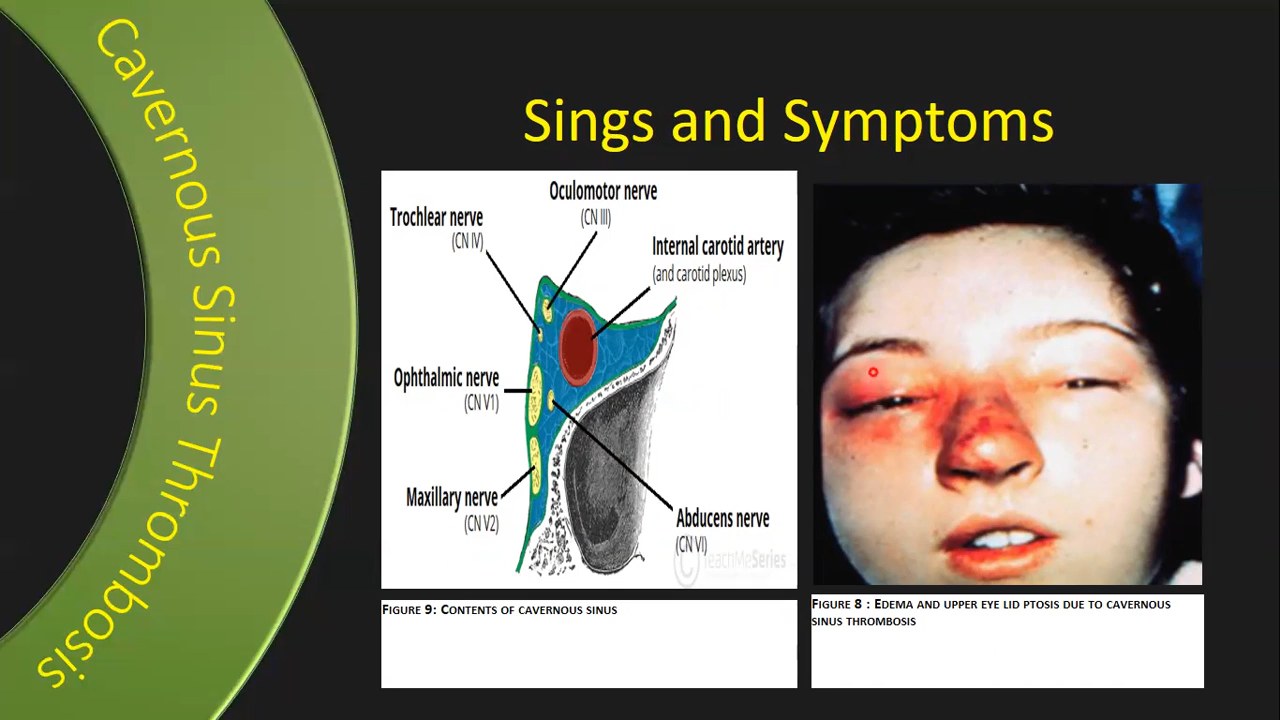 Cavernous Sinus Thrombosis
Sings and Symptoms
Oculomotor nerve
(CN III)
Trochlear nerve
(CN IV)
Internal carotid artery
(and carotid plexus)
Ophthalmic nerve
(CN V1)
Maxillary nerve
(CN V2)
Abducens nerve
(CN VI)
TeachMeSeries
FIGURE 9: CONTENTS OF CAVERNOUS SINUS
FIGURE 8 : EDEMA AND UPPER EYE LID PTOSIS DUE TO CAVERNOUS
SINUS THROMBOSIS